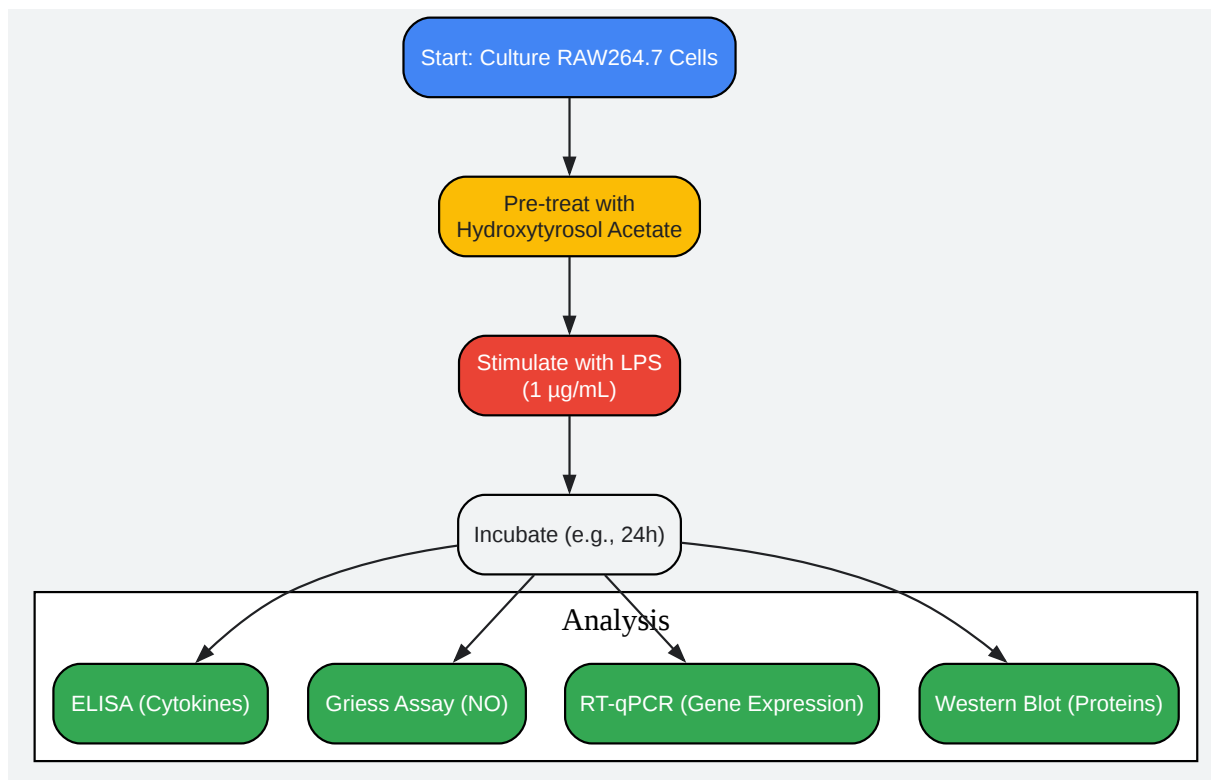 Start: Culture RAW264.7 Cells
Pre-treat with
Hydroxytyrosol Acetate
Stimulate with LPS
(1 µg/mL)
Incubate (e.g., 24h)
Analysis
ELISA (Cytokines)
Griess Assay (NO)
RT-qPCR (Gene Expression)
Western Blot (Proteins)